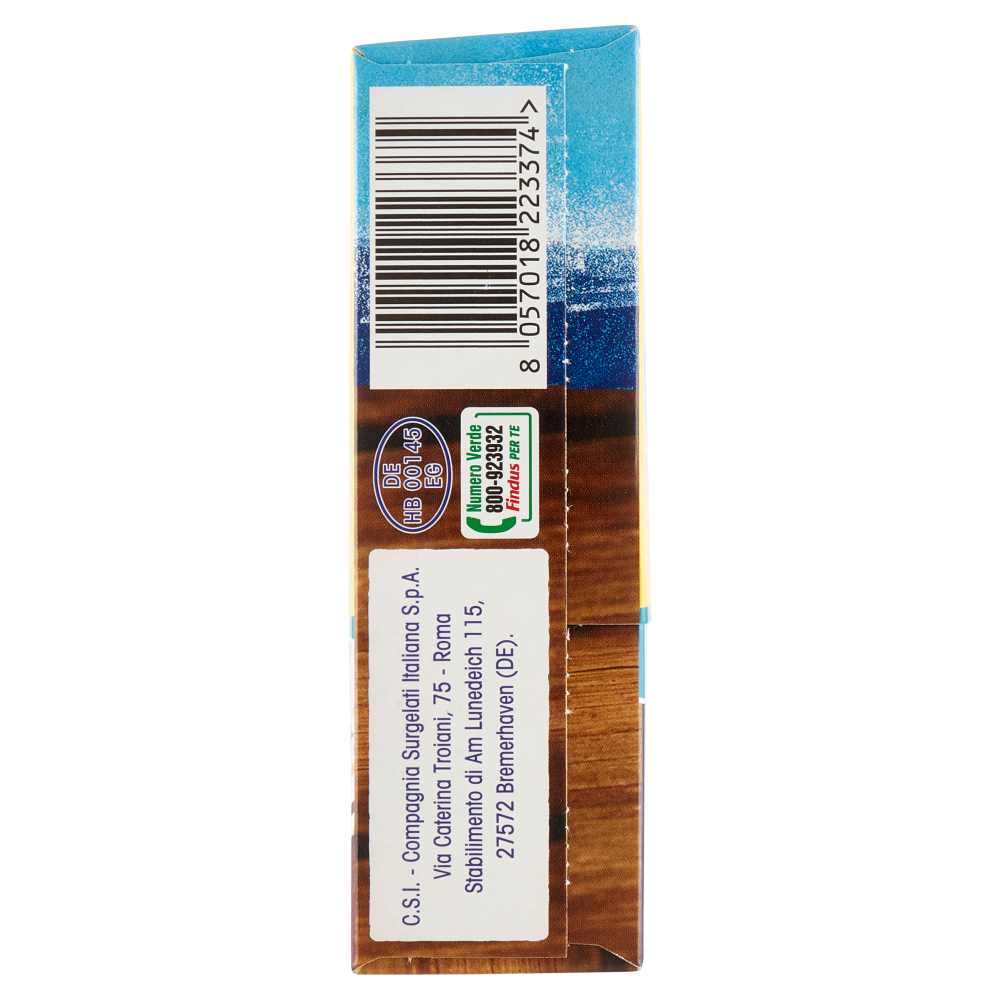 8 057018 223374 >
DE
HB 00145
EG
Numero Verde
800-923932
Findus PER TE
C.S.I. - Compagnia Surgelati Italiana S.p.A.
Via Caterina Troiani, 75 - Roma
Stabilimento di Am Lunedeich 115,
27572 Bremerhaven (DE).